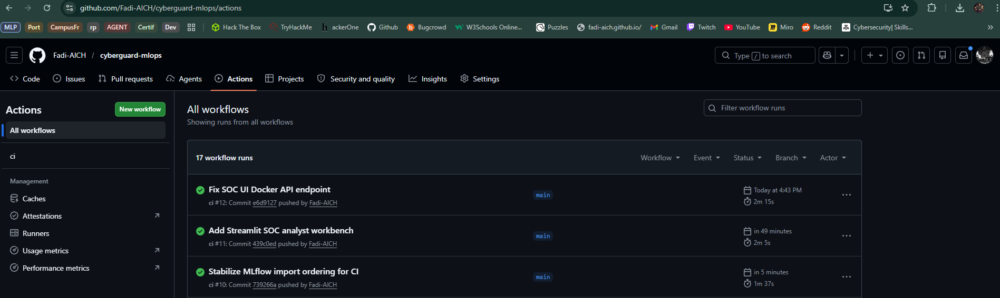 github.com/Fadi-AICH/cyberguard-mlops/actions
MLP Port CampusFr rp AGENT Certif Dev Hack The Box TryHackMe ackerOne Github Bugcrowd W3Schools Online... Puzzles fadi-aich.github.io/ Gmail Twitch YouTube Miro Reddit Cybersecurity| Skills...
Fadi-AICH / cyberguard-mlops
Type / to search
Code Issues Pull requests Agents Actions Projects Security and quality Insights Settings
Actions
New workflow
All workflows
ci
Management
Caches
Attestations
Runners
Usage metrics
Performance metrics
All workflows
Showing runs from all workflows
Filter workflow runs
17 workflow runs
Workflow Event Status Branch Actor
Fix SOC UI Docker API endpoint
ci #12: Commit e6d9127 pushed by Fadi-AICH
main
Today at 4:43 PM
2m 15s
Add Streamlit SOC analyst workbench
ci #11: Commit 439c0ed pushed by Fadi-AICH
main
in 49 minutes
2m 5s
Stabilize MLflow import ordering for CI
ci #10: Commit 739266a pushed by Fadi-AICH
main
in 5 minutes
1m 37s